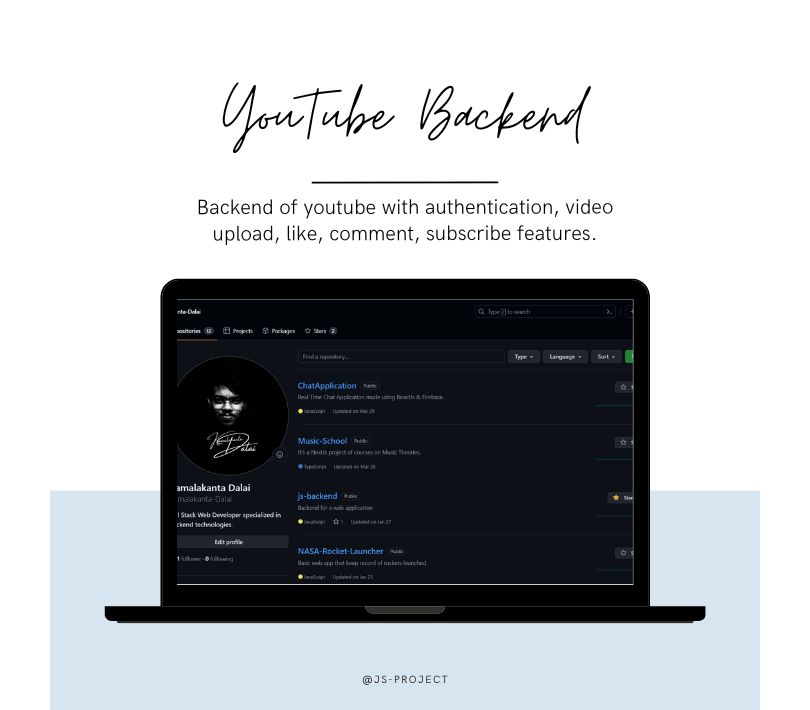 YouTube Backend
Backend of youtube with authentication, video
upload, like, comment, subscribe features.
nta-Dalai
Type / to search
ositories 12 Projects Packages Stars 2
Find a repository...
Type Language Sort
ChatApplication Public
Real Time Chat Application made using ReactJs & Firebase.
JavaScript Updated on Mar 29
Music-School Public
It's a NextJs project of courses on Music Theories.
TypeScript Updated on Mar 28
js-backend Public
Backend for a web application
JavaScript 1 Updated on Jan 27
Star
NASA-Rocket-Launcher Public
Basic web app that keep record of rockets launched.
JavaScript Updated on Jan 25
Kamalakanta
Dalai
amalakanta Dalai
malakanta-Dalai
l Stack Web Developer specialized in
ckend technologies.
Edit profile
1 follower · 0 following
@JS-PROJECT